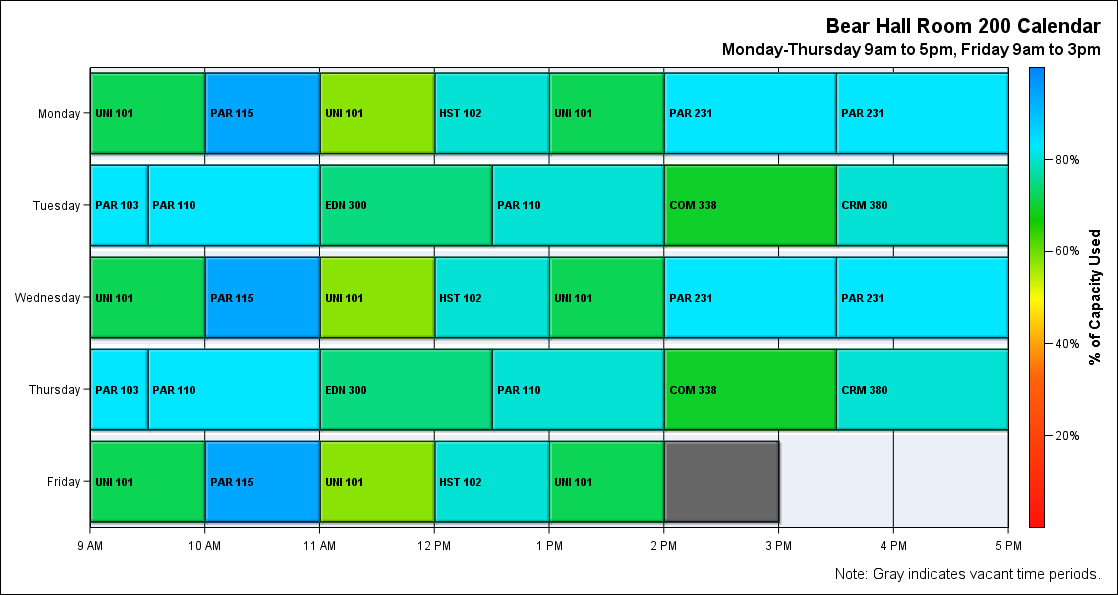 Bear Hall Room 200 Calendar
Monday-Thursday 9am to 5pm, Friday 9am to 3pm
Monday UNI 101 PAR 115 UNI 101 HST 102 UNI 101 PAR 231 PAR 231
80%
Tuesday PAR 103 PAR 110 EDN 300 PAR 110 COM 338 CRM 380
60%
Wednesday UNI 101 PAR 115 UNI 101 HST 102 UNI 101 PAR 231 PAR 231
% of Capacity Used
40%
Thursday PAR 103 PAR 110 EDN 300 PAR 110 COM 338 CRM 380
20%
Friday UNI 101 PAR 115 UNI 101 HST 102 UNI 101
9 AM 10 AM 11 AM 12 PM 1 PM 2 PM 3 PM 4 PM 5 PM
Note: Gray indicates vacant time periods.